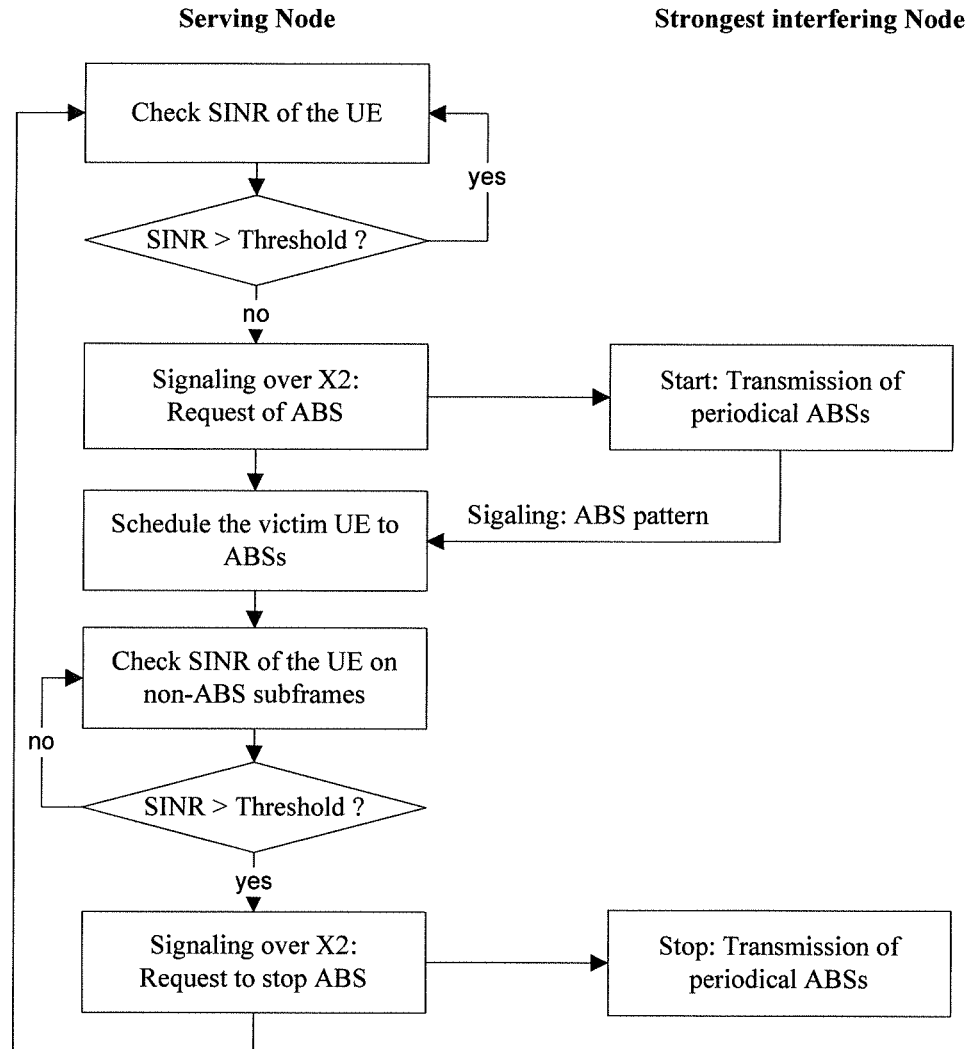 Serving Node
Strongest interfering Node
Check SINR of the UE
yes
SINR > Threshold ?
no
Signaling over X2:
Request of ABS
Start: Transmission of
periodical ABSs
Schedule the victim UE to
ABSs
Sigaling: ABS pattern
Check SINR of the UE on
non-ABS subframes
no
SINR > Threshold ?
yes
Signaling over X2:
Request to stop ABS
Stop: Transmission of
periodical ABSs